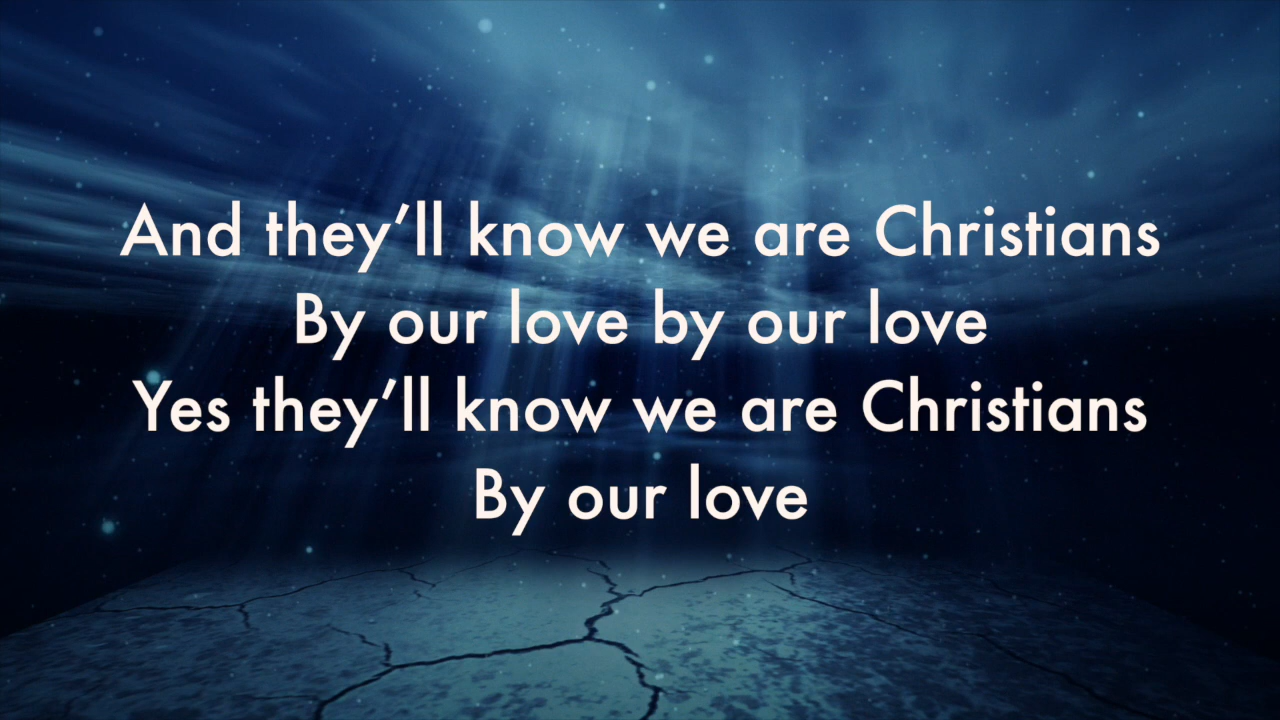 And they’ll know we are Christians
By our love by our love
Yes they’ll know we are Christians
By our love